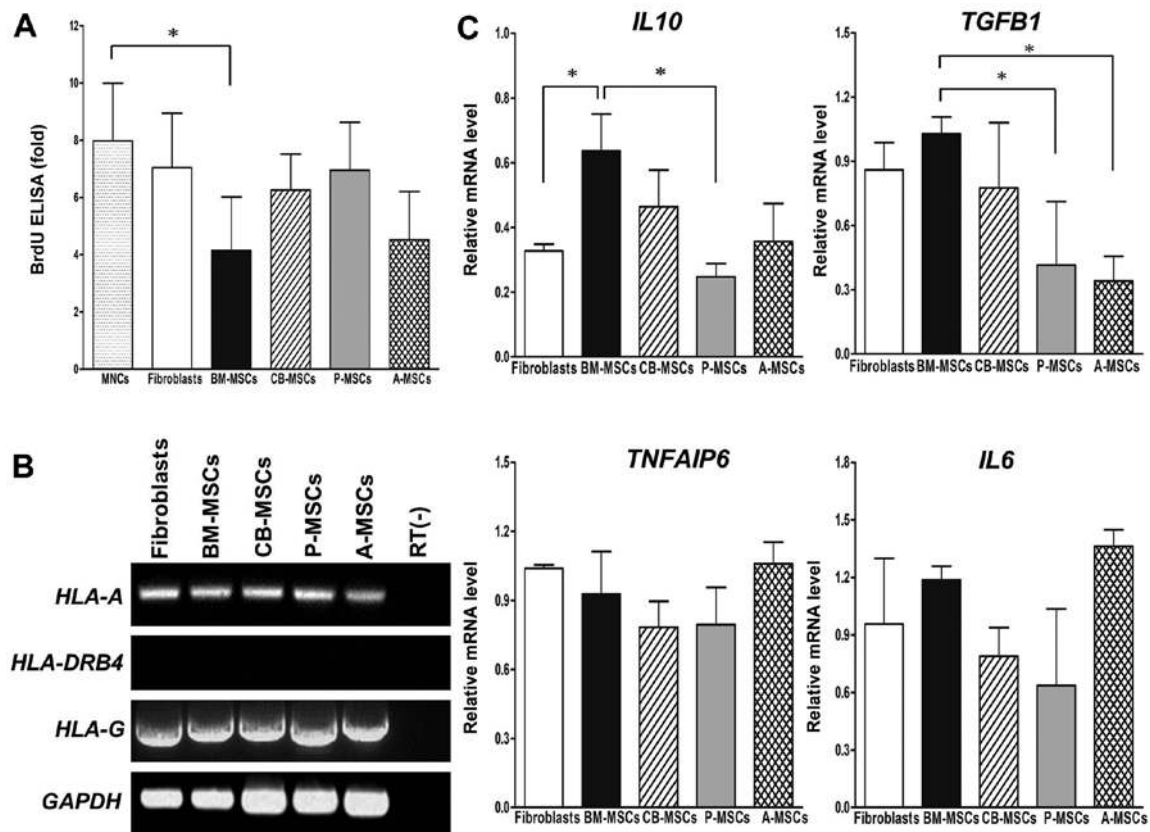 A
*
BrdU ELISA (fold)
12
10
8
6
4
2
0
MNCs Fibroblasts BM-MSCs CB-MSCs P-MSCs A-MSCs
B
Fibroblasts
BM-MSCs
CB-MSCs
P-MSCs
A-MSCs
RT(-)
HLA-A
HLA-DRB4
HLA-G
GAPDH
C
IL10
* *
Relative mRNA level
1.0
0.8
0.6
0.4
0.2
0.0
Fibroblasts BM-MSCs CB-MSCs P-MSCs A-MSCs
TGFB1
*
*
Relative mRNA level
1.5
1.2
0.9
0.6
0.3
0.0
Fibroblasts BM-MSCs CB-MSCs P-MSCs A-MSCs
TNFAIP6
Relative mRNA level
1.5
1.2
0.9
0.6
0.3
0.0
Fibroblasts BM-MSCs CB-MSCs P-MSCs A-MSCs
IL6
Relative mRNA level
1.8
1.5
1.2
0.9
0.6
0.3
0.0
Fibroblasts BM-MSCs CB-MSCs P-MSCs A-MSCs